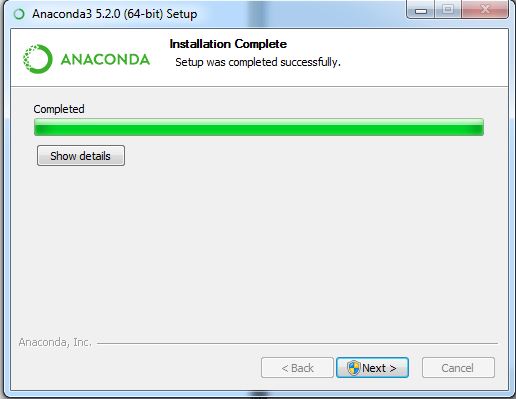 Anaconda3 5.2.0 (64-bit) Setup
ANACONDA
Installation Complete
Setup was completed successfully.
Completed
Show details
Anaconda, Inc.
< Back
Next >
Cancel